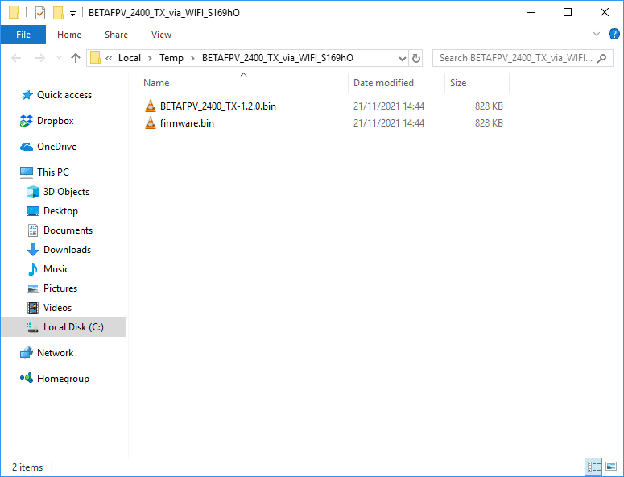 BETAFPV_2400_TX_via_WIFI_S169hO
File Home Share View
« Local > Temp > BETAFPV_2400_TX_via_WIFI_S169hO
Search BETAFPV_2400_TX_via_WIFI...
Name Date modified Size
Quick access
BETAFPV_2400_TX-1.2.0.bin 21/11/2021 14:44 828 KB
firmware.bin 21/11/2021 14:44 828 KB
Dropbox
OneDrive
This PC
3D Objects
Desktop
Documents
Downloads
Music
Pictures
Videos
Local Disk (C:)
Network
Homegroup
2 items